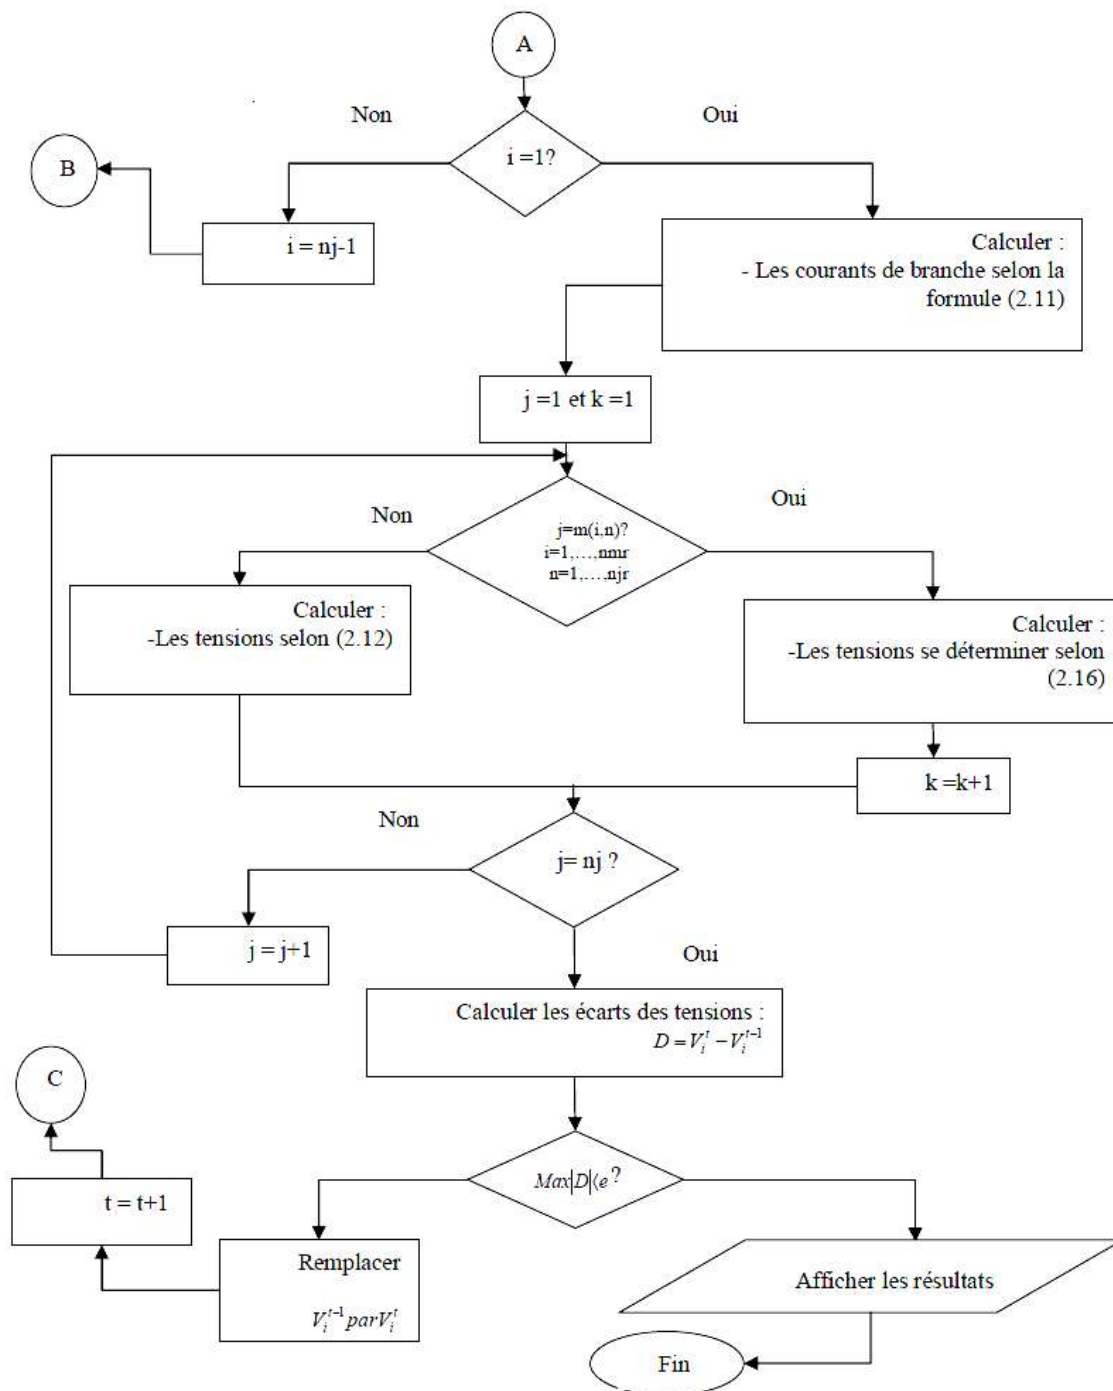 A
Non
Oui
i =1?
B
i = nj-1
Calculer :
- Les courants de branche selon la
formule (2.11)
j =1 et k =1
Non
Oui
j=m(i,n)?
i=1,…,nmr
n=1,…,njr
Calculer :
-Les tensions selon (2.12)
Calculer :
-Les tensions se déterminer selon
(2.16)
k =k+1
Non
j= nj ?
j = j+1
Oui
Calculer les écarts des tensions :
D = V_i^t − V_i^{t−1}
C
Max|D|⟨e ?
t = t+1
Remplacer
V_i^{t−1} par V_i^t
Afficher les résultats
Fin